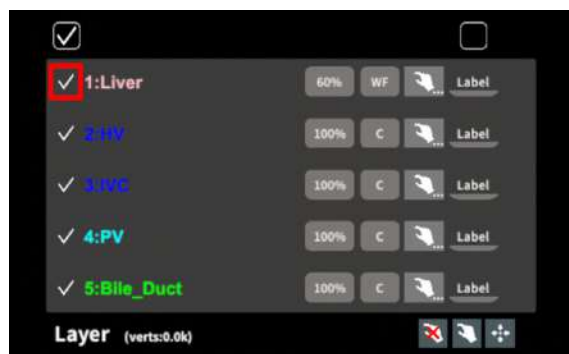 1:Liver 60% WF ... Label
2:HV 100% C ... Label
3:IVC 100% C ... Label
4:PV 100% C ... Label
5:Bile_Duct 100% C ... Label
Layer (verts:0.0k)